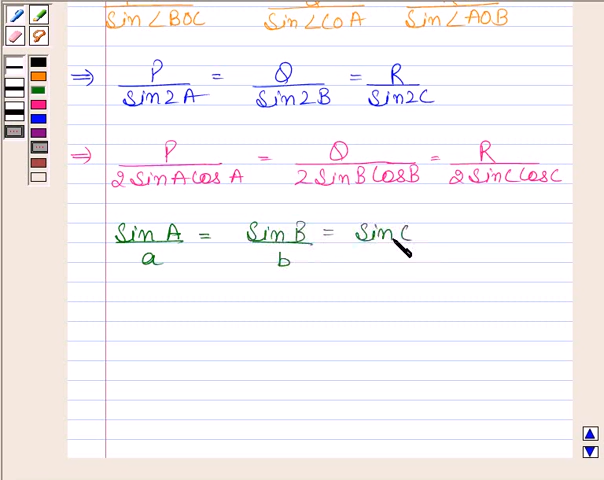 Sin∠BOC Sin∠COA Sin∠AOB
⇒ P/Sin2A = Q/Sin2B = R/Sin2C
⇒ P/2SinACosA = Q/2SinBCosB = R/2SinCCosC
SinA/a = SinB/b = SinC